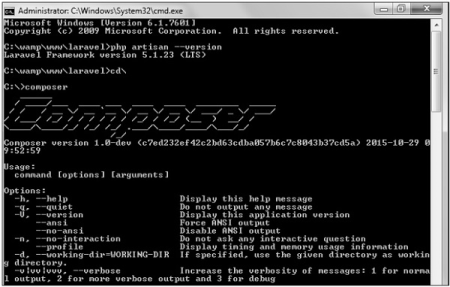 Administrator: C:\Windows\System32\cmd.exe
Microsoft Windows [Version 6.1.7601]
Copyright (c) 2009 Microsoft Corporation.  All rights reserved.
C:\wamp\www\laravel>php artisan --version
Laravel Framework version 5.1.23 (LTS)
C:\wamp\www\laravel>cd\
C:\>composer
Composer
Composer version 1.0-dev (c7ed232ef42c2bd63cdba057b6c7c8043b37cd5a) 2015-10-29 0
9:52:59
Usage:
  command [options] [arguments]
Options:
  -h, --help                     Display this help message
  -q, --quiet                    Do not output any message
  -V, --version                  Display this application version
      --ansi                     Force ANSI output
      --no-ansi                  Disable ANSI output
  -n, --no-interaction           Do not ask any interactive question
      --profile                  Display timing and memory usage information
  -d, --working-dir=WORKING-DIR  If specified, use the given directory as workin
g directory.
  -v|vv|vvv, --verbose           Increase the verbosity of messages: 1 for norma
l output, 2 for more verbose output and 3 for debug